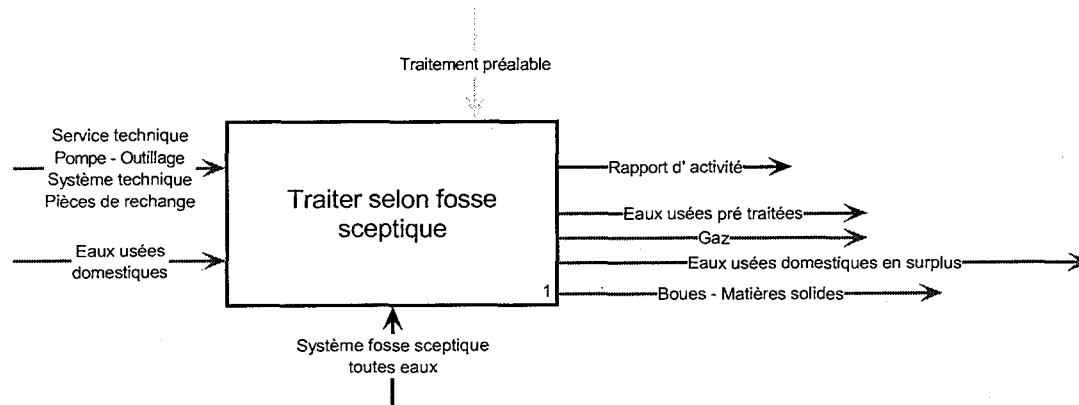 Traitement préalable
Service technique
Pompe - Outillage
Système technique
Pièces de rechange
Eaux usées
domestiques
Traiter selon fosse
sceptique
1
Rapport d' activité
Eaux usées pré traitées
Gaz
Eaux usées domestiques en surplus
Boues - Matières solides
Système fosse sceptique
toutes eaux